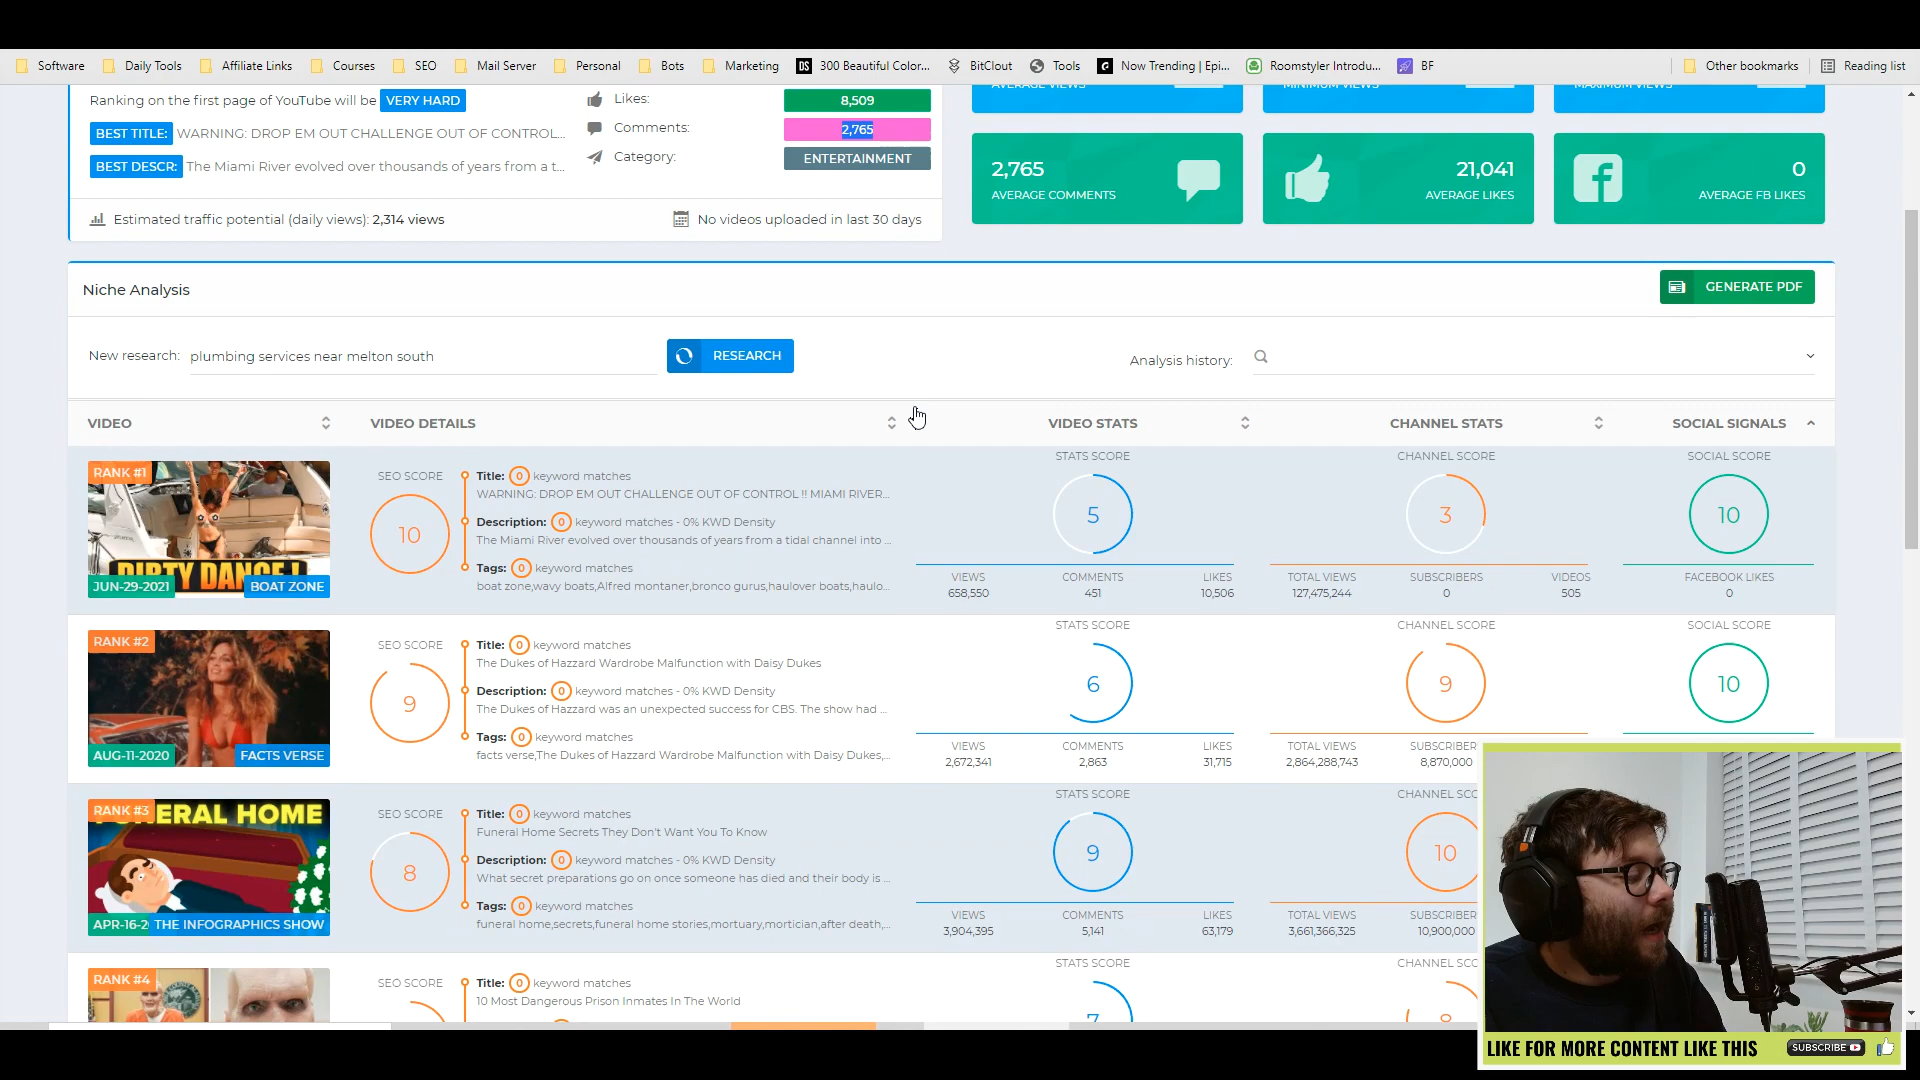 Software Daily Tools Affiliate Links Courses SEO Mail Server Personal Bots Marketing DS 300 Beautiful Color... BitClout Tools Now Trending | Epi... Roomstyler Introdu... BF Other bookmarks Reading list
Ranking on the first page of YouTube will be VERY HARD
BEST TITLE: WARNING: DROP EM OUT CHALLENGE OUT OF CONTROL...
BEST DESCR: The Miami River evolved over thousands of years from a t...
Likes: 8,509
Comments: 2,765
Category: ENTERTAINMENT
Estimated traffic potential (daily views): 2,314 views
No videos uploaded in last 30 days
AVERAGE VIEWS
MINIMUM VIEWS
MAXIMUM VIEWS
2,765
AVERAGE COMMENTS
21,041
AVERAGE LIKES
0
AVERAGE FB LIKES
Niche Analysis
GENERATE PDF
New research: plumbing services near melton south RESEARCH Analysis history:
VIDEO VIDEO DETAILS VIDEO STATS CHANNEL STATS SOCIAL SIGNALS
RANK #1
DIRTY DANCE!
JUN-29-2021 BOAT ZONE
SEO SCORE
10
Title: 0 keyword matches
WARNING: DROP EM OUT CHALLENGE OUT OF CONTROL !! MIAMI RIVER...
Description: 0 keyword matches - 0% KWD Density
The Miami River evolved over thousands of years from a tidal channel into ...
Tags: 0 keyword matches
boat zone,wavy boats,Alfred montaner,bronco gurus,haulover boats,haulo...
STATS SCORE
5
VIEWS COMMENTS LIKES
658,550 451 10,506
CHANNEL SCORE
3
TOTAL VIEWS SUBSCRIBERS VIDEOS
127,475,244 0 505
SOCIAL SCORE
10
FACEBOOK LIKES
0
RANK #2
AUG-11-2020 FACTS VERSE
SEO SCORE
9
Title: 0 keyword matches
The Dukes of Hazzard Wardrobe Malfunction with Daisy Dukes
Description: 0 keyword matches - 0% KWD Density
The Dukes of Hazzard was an unexpected success for CBS. The show had ...
Tags: 0 keyword matches
facts verse,The Dukes of Hazzard Wardrobe Malfunction with Daisy Dukes,...
STATS SCORE
6
VIEWS COMMENTS LIKES
2,672,341 2,863 31,715
CHANNEL SCORE
9
TOTAL VIEWS SUBSCRIBER
2,864,288,743 8,870,000
SOCIAL SCORE
10
RANK #3
FUNERAL HOME
APR-16-2 THE INFOGRAPHICS SHOW
SEO SCORE
8
Title: 0 keyword matches
Funeral Home Secrets They Don't Want You To Know
Description: 0 keyword matches - 0% KWD Density
What secret preparations go on once someone has died and their body is ...
Tags: 0 keyword matches
funeral home,secrets,funeral home stories,mortuary,mortician,after death,...
STATS SCORE
9
VIEWS COMMENTS LIKES
3,904,395 5,141 63,179
CHANNEL SCO
10
TOTAL VIEWS SUBSCRIBER
3,661,366,325 10,900,000
RANK #4
SEO SCORE
Title: 0 keyword matches
10 Most Dangerous Prison Inmates In The World
STATS SCORE
7
CHANNEL SCO
8
LIKE FOR MORE CONTENT LIKE THIS SUBSCRIBE